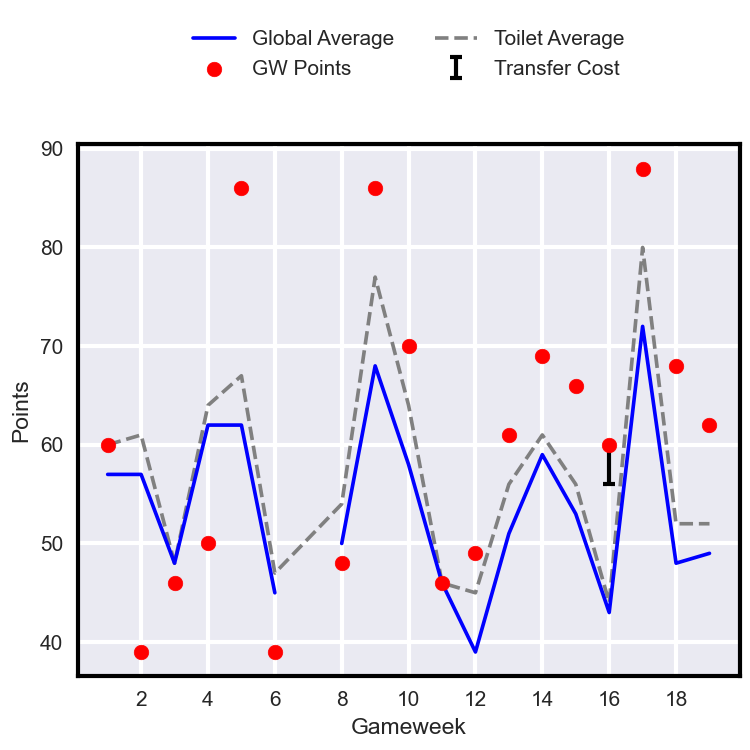 Global Average
Toilet Average
GW Points
Transfer Cost
90
80
70
60
50
40
Points
2 4 6 8 10 12 14 16 18
Gameweek